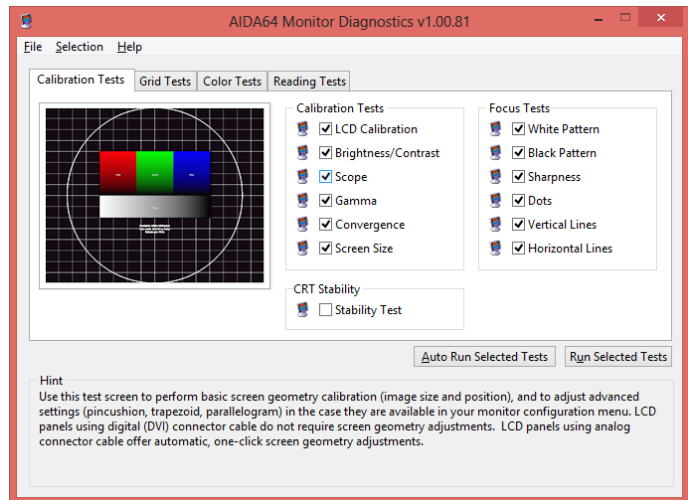 AIDA64 Monitor Diagnostics v1.00.81
File Selection Help
Calibration Tests Grid Tests Color Tests Reading Tests
Calibration Tests
LCD Calibration
Brightness/Contrast
Scope
Gamma
Convergence
Screen Size
Focus Tests
White Pattern
Black Pattern
Sharpness
Dots
Vertical Lines
Horizontal Lines
CRT Stability
Stability Test
Auto Run Selected Tests Run Selected Tests
Hint
Use this test screen to perform basic screen geometry calibration (image size and position), and to adjust advanced
settings (pincushion, trapezoid, parallelogram) in the case they are available in your monitor configuration menu. LCD
panels using digital (DVI) connector cable do not require screen geometry adjustments.  LCD panels using analog
connector cable offer automatic, one-click screen geometry adjustments.